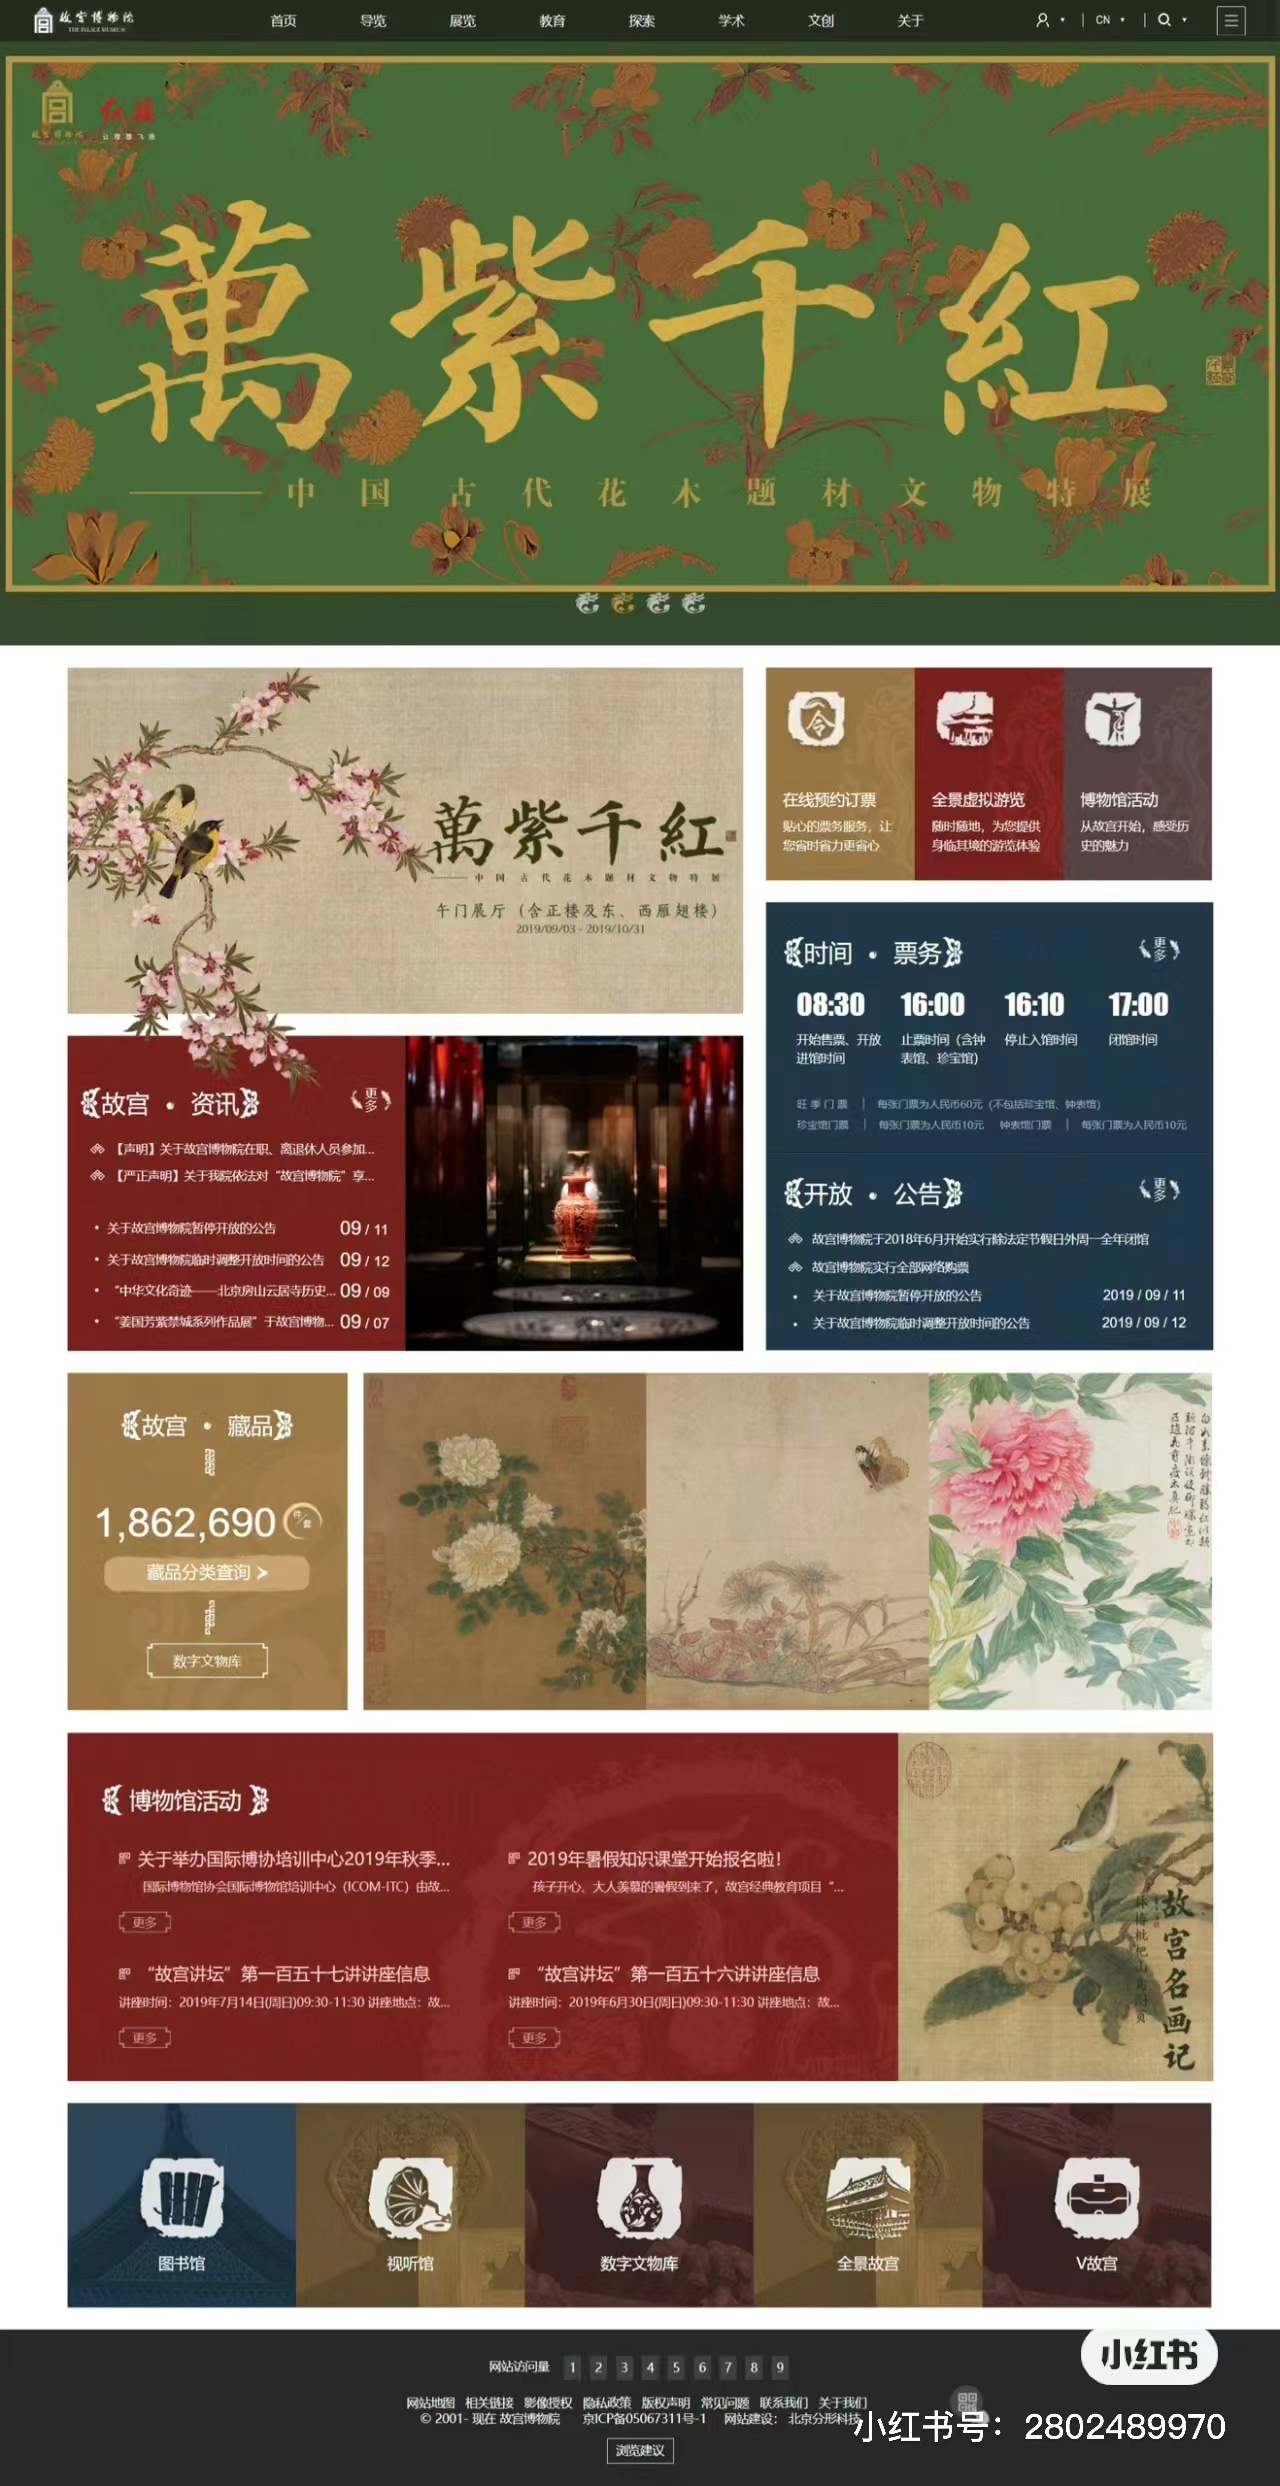 故宫博物院
THE PALACE MUSEUM
首页 导览 展览 教育 探索 学术 文创 关于
CN
宫
故宫博物院
萬紫千紅
中国古代花木题材文物特展
萬紫千紅
中国古代花木题材文物特展
午门展厅（含正楼及东、西雁翅楼）
2019/09/03 - 2019/10/31
在线预约订票
贴心的票务服务，让
您省时省力更省心
全景虚拟游览
随时随地，为您提供
身临其境的游览体验
博物馆活动
从故宫开始，感受历
史的魅力
时间 · 票务
更多
08:30
开始售票、开放
进馆时间
16:00
止票时间（含钟
表馆、珍宝馆）
16:10
停止入馆时间
17:00
闭馆时间
旺季门票 | 每张门票为人民币60元（不包括珍宝馆、钟表馆）
珍宝馆门票 | 每张门票为人民币10元 钟表馆门票 | 每张门票为人民币10元
故宫 · 资讯
更多
【声明】关于故宫博物院在职、离退休人员参加...
【严正声明】关于我院依法对“故宫博物院”享...
关于故宫博物院暂停开放的公告 09 / 11
关于故宫博物院临时调整开放时间的公告 09 / 12
“中华文化奇迹——北京房山云居寺历史... 09 / 09
“姜国芳紫禁城系列作品展”于故宫博物... 09 / 07
开放 · 公告
更多
故宫博物院于2018年6月开始实行除法定节假日外周一全年闭馆
故宫博物院实行全部网络购票
关于故宫博物院暂停开放的公告 2019 / 09 / 11
关于故宫博物院临时调整开放时间的公告 2019 / 09 / 12
故宫 · 藏品
1,862,690 件/套
藏品分类查询 >
数字文物库
博物馆活动
关于举办国际博协培训中心2019年秋季...
国际博物馆协会国际博物馆培训中心（ICOM-ITC）由故...
更多
2019年暑假知识课堂开始报名啦！
孩子开心、大人羡慕的暑假到来了，故宫经典教育项目“...
更多
“故宫讲坛”第一百五十七讲讲座信息
讲座时间：2019年7月14日(周日)09:30-11:30 讲座地点：故...
更多
“故宫讲坛”第一百五十六讲讲座信息
讲座时间：2019年6月30日(周日)09:30-11:30 讲座地点：故...
更多
故宫名画记
图书馆
视听馆
数字文物库
全景故宫
V故宫
网站访问量 1 2 3 4 5 6 7 8 9
网站地图 相关链接 影像授权 隐私政策 版权声明 常见问题 联系我们 关于我们
© 2001- 现在 故宫博物院 京ICP备05067311号-1 网站建设： 北京分形科技
浏览建议
小红书
小红书号：2802489970